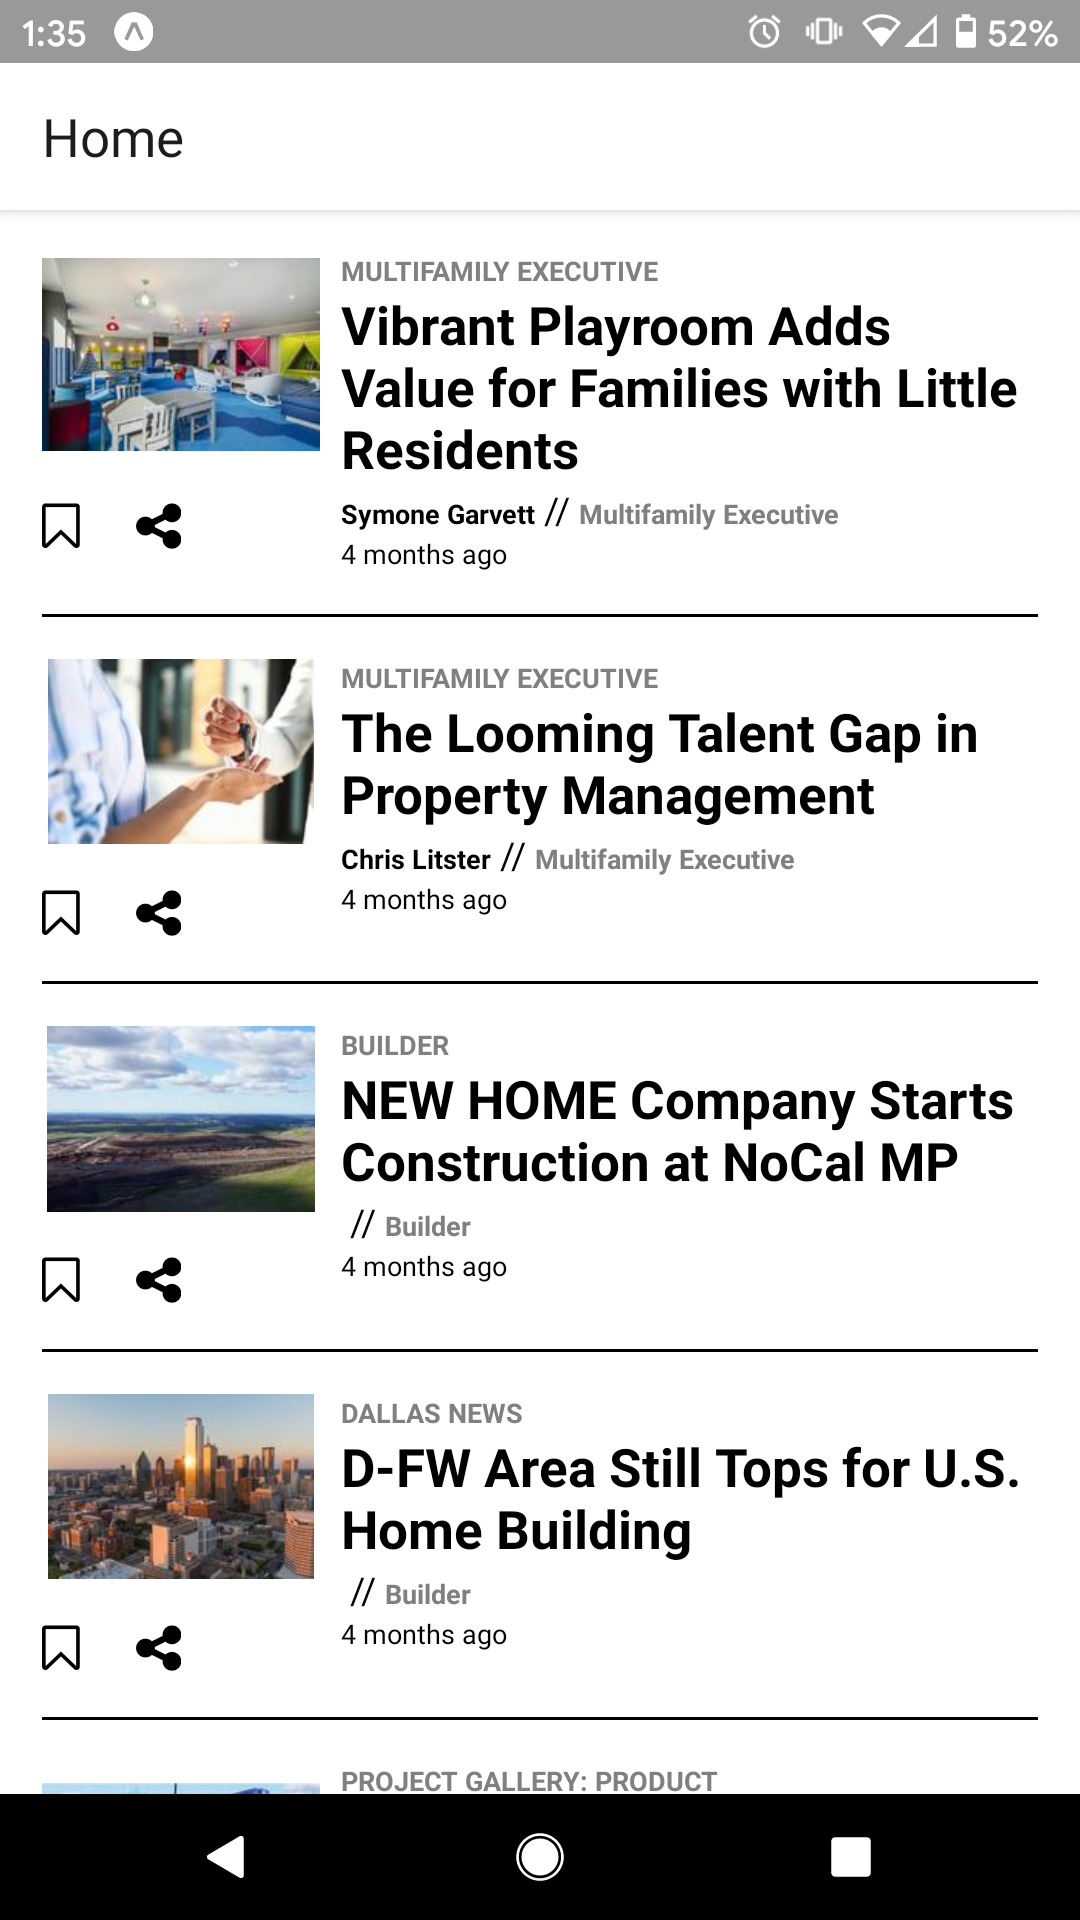 1:35 52%
Home
MULTIFAMILY EXECUTIVE
Vibrant Playroom Adds
Value for Families with Little
Residents
Symone Garvett // Multifamily Executive
4 months ago
MULTIFAMILY EXECUTIVE
The Looming Talent Gap in
Property Management
Chris Litster // Multifamily Executive
4 months ago
BUILDER
NEW HOME Company Starts
Construction at NoCal MP
// Builder
4 months ago
DALLAS NEWS
D-FW Area Still Tops for U.S.
Home Building
// Builder
4 months ago
PROJECT GALLERY: PRODUCT